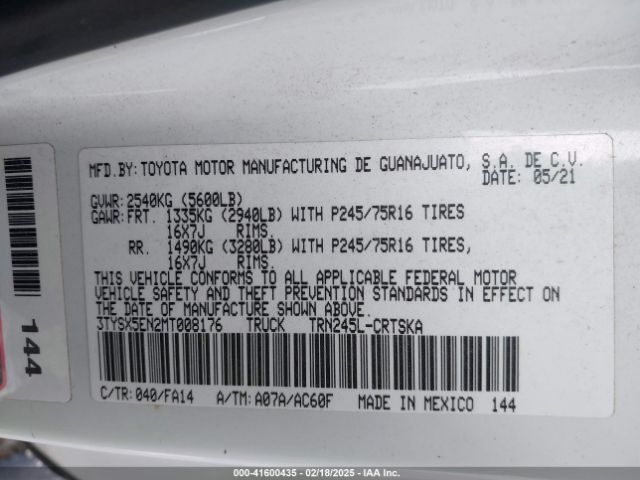 MFD.BY:TOYOTA MOTOR MANUFACTURING DE GUANAJUATO, S.A. DE C.V.
DATE: 05/21
GVWR:2540KG (5600LB)
GAWR:FRT. 1335KG (2940LB) WITH P245/75R16 TIRES
16X7J RIMS.
RR. 1490KG (3280LB) WITH P245/75R16 TIRES,
16X7J RIMS.
THIS VEHICLE CONFORMS TO ALL APPLICABLE FEDERAL MOTOR
VEHICLE SAFETY AND THEFT PREVENTION STANDARDS IN EFFECT ON
THE DATE OF MANUFACTURE SHOWN ABOVE.
3TYSX5EN2MT008176 TRUCK TRN245L-CRTSKA
C/TR:040/FA14 A/TM:A07A/AC60F MADE IN MEXICO 144
144
000-41600435 - 02/18/2025 - IAA Inc.